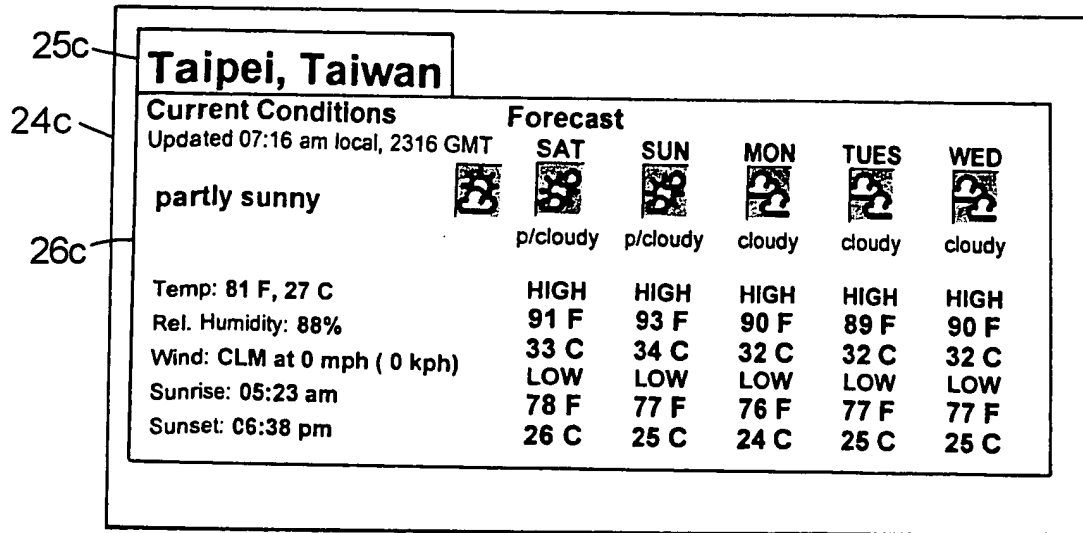 25c
Taipei, Taiwan
24c
Current Conditions
Forecast
Updated 07:16 am local, 2316 GMT
SAT SUN MON TUES WED
partly sunny
p/cloudy p/cloudy cloudy cloudy cloudy
26c
Temp: 81 F, 27 C
HIGH HIGH HIGH HIGH HIGH
Rel. Humidity: 88%
91 F 93 F 90 F 89 F 90 F
Wind: CLM at 0 mph ( 0 kph)
33 C 34 C 32 C 32 C 32 C
Sunrise: 05:23 am
LOW LOW LOW LOW LOW
78 F 77 F 76 F 77 F 77 F
Sunset: 06:38 pm
26 C 25 C 24 C 25 C 25 C